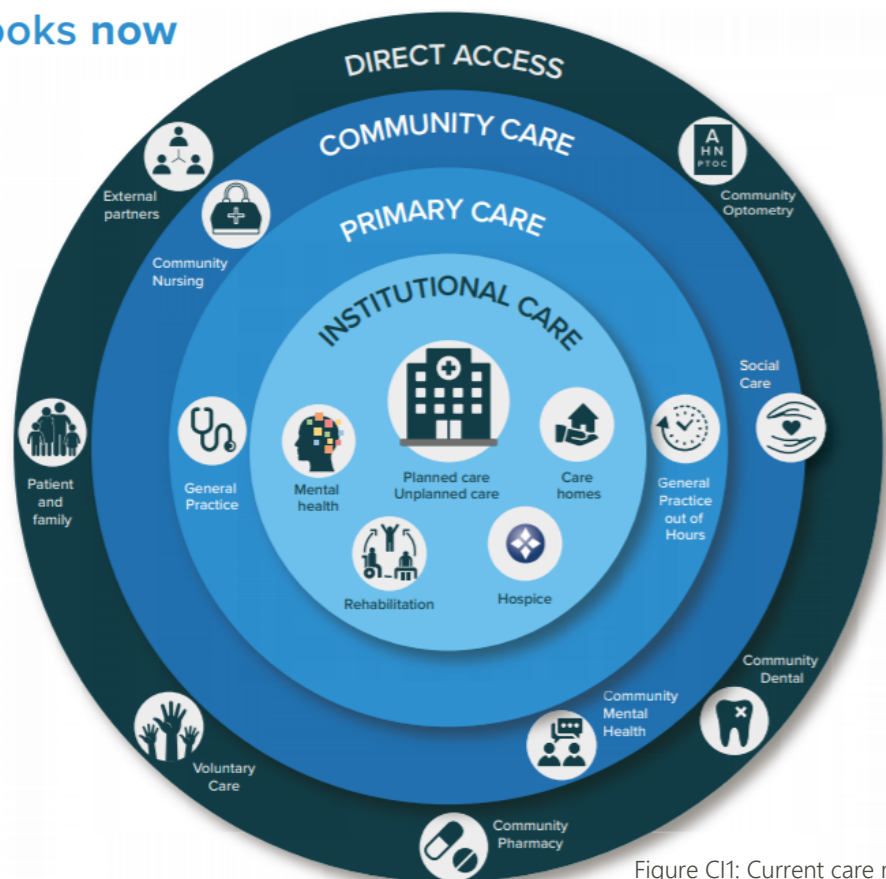 ooks now
DIRECT ACCESS
COMMUNITY CARE
PRIMARY CARE
INSTITUTIONAL CARE
External
partners
Community
Nursing
A
HN
PTOC
Community
Optometry
Patient
and
family
General
Practice
Mental
health
Planned care
Unplanned care
Care
homes
General
Practice
out of
Hours
Social
Care
Rehabilitation
Hospice
Voluntary
Care
Community
Mental
Health
Community
Dental
Community
Pharmacy
Figure CI1: Current care